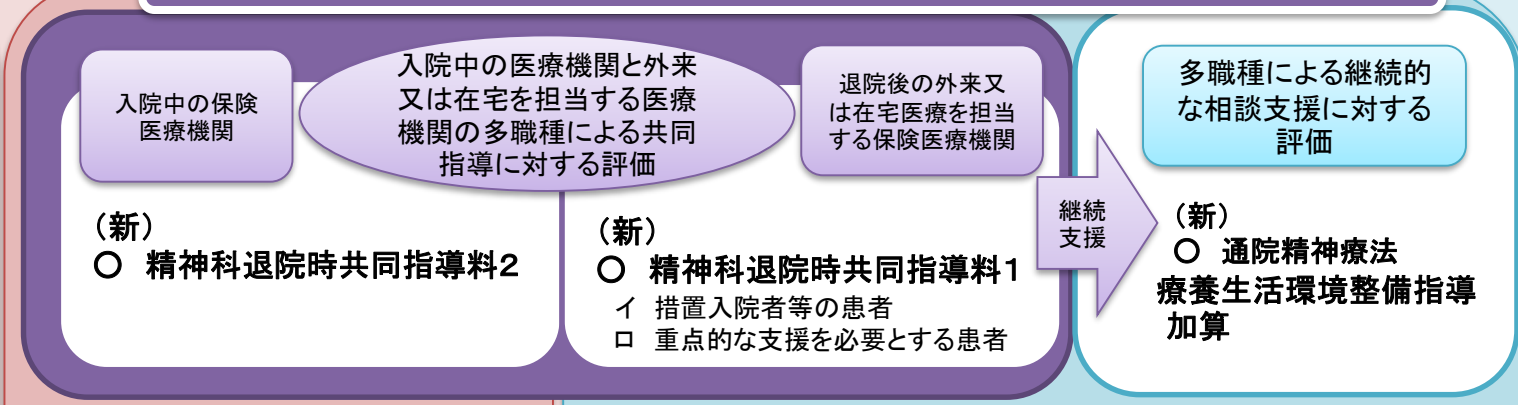 入院中の保険
医療機関
入院中の医療機関と外来
又は在宅を担当する医療
機関の多職種による共同
指導に対する評価
退院後の外来又
は在宅医療を担当
する保険医療機関
（新）
○ 精神科退院時共同指導料２
（新）
○ 精神科退院時共同指導料１
イ 措置入院者等の患者
ロ 重点的な支援を必要とする患者
継続
支援
多職種による継続的
な相談支援に対する
評価
（新）
○ 通院精神療法
療養生活環境整備指導
加算